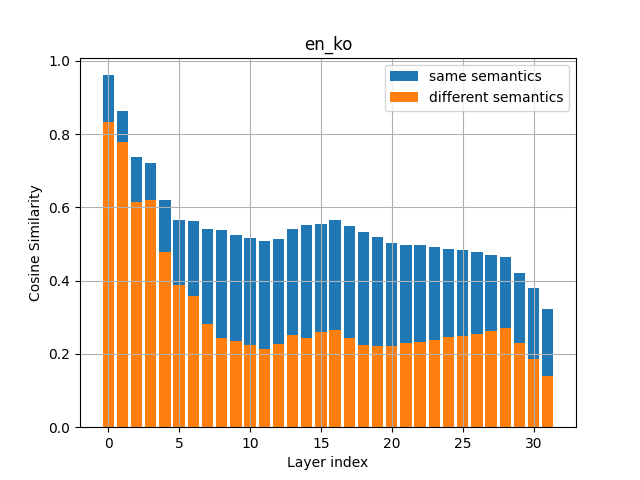 en_ko
same semantics
different semantics
Cosine Similarity
1.0
0.8
0.6
0.4
0.2
0.0
0 5 10 15 20 25 30
Layer index